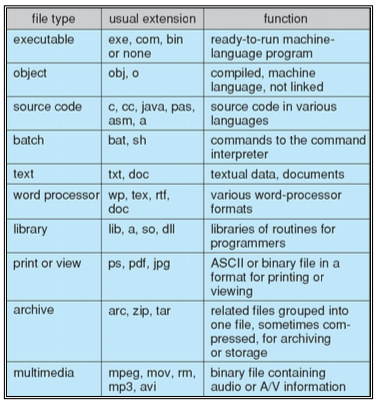 file type usual extension function
executable exe, com, bin ready-to-run machine-
or none language program
object obj, o compiled, machine
language, not linked
source code c, cc, java, pas, source code in various
asm, a languages
batch bat, sh commands to the command
interpreter
text txt, doc textual data, documents
word processor wp, tex, rtf, various word-processor
doc formats
library lib, a, so, dll libraries of routines for
programmers
print or view ps, pdf, jpg ASCII or binary file in a
format for printing or
viewing
archive arc, zip, tar related files grouped into
one file, sometimes com-
pressed, for archiving
or storage
multimedia mpeg, mov, rm, binary file containing
mp3, avi audio or A/V information